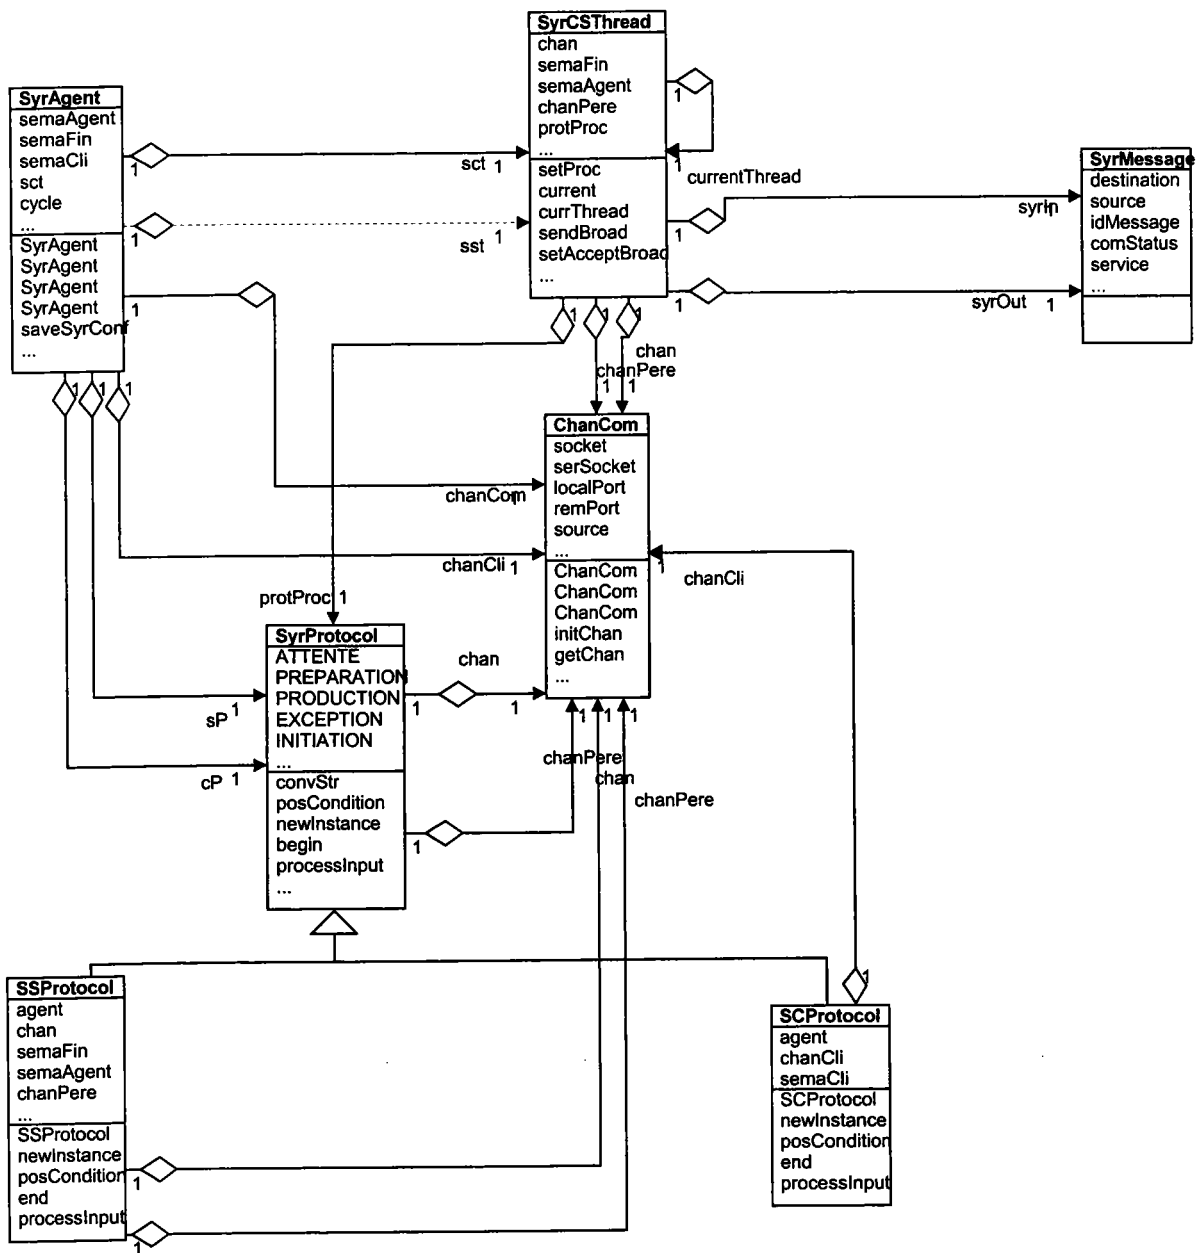 SyrCSThread
chan
semaFin
semaAgent
chanPere
protProc
...
setProc
current
currThread
sendBroad
setAcceptBroad
...
1
1
currentThread
SyrAgent
semaAgent
semaFin
semaCli
sct
cycle
...
SyrAgent
SyrAgent
SyrAgent
SyrAgent
saveSyrConf
...
1
sct 1
1
sst 1
1
SyrMessage
destination
source
idMessage
comStatus
service
...
1
syrIn
1
1
syrOut 1
1
1
1
chan
chanPere
1
1
1
1
1
ChanCom
socket
serSocket
localPort
remPort
source
...
ChanCom
ChanCom
ChanCom
initChan
getChan
...
chanCom
1
chanCli 1
1
chanCli
protProc 1
SyrProtocol
ATTENTE
PREPARATION
PRODUCTION
EXCEPTION
INITIATION
...
convStr
posCondition
newInstance
begin
processInput
...
chan
1
1
sP 1
cP 1
1
1
1
1
chanPere
chan
chanPere
SSProtocol
agent
chan
semaFin
semaAgent
chanPere
...
SSProtocol
newInstance
posCondition
end
processInput
1
1
1
SCProtocol
agent
chanCli
semaCli
SCProtocol
newInstance
posCondition
end
processInput